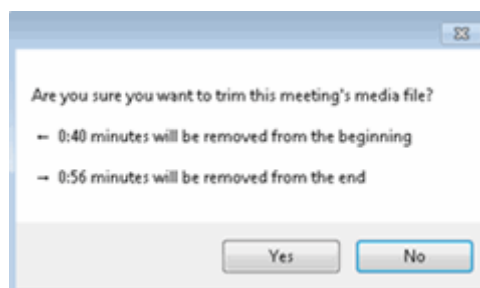 Are you sure you want to trim this meeting's media file?
← 0:40 minutes will be removed from the beginning
→ 0:56 minutes will be removed from the end
Yes No